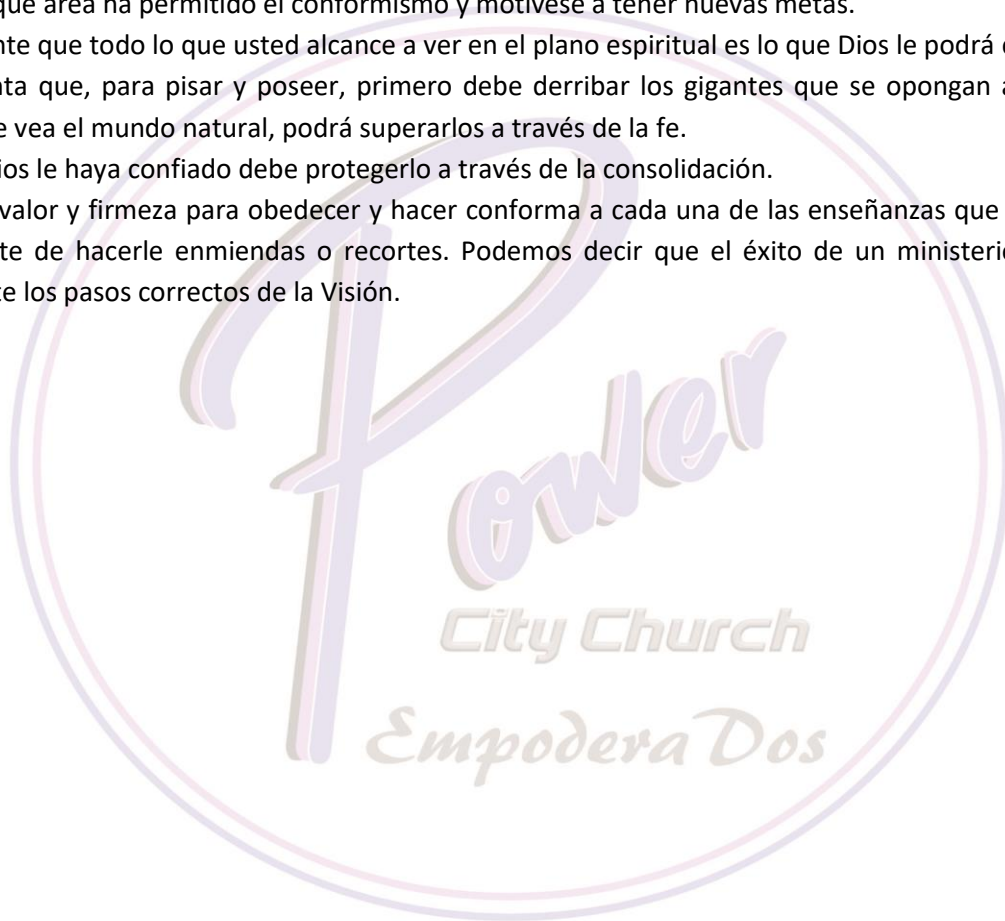 que área ha permitido el conformismo y motívese a tener nuevas metas.
nte que todo lo que usted alcance a ver en el plano espiritual es lo que Dios le podrá
nta que, para pisar y poseer, primero debe derribar los gigantes que se opongan a
e vea el mundo natural, podrá superarlos a través de la fe.
ios le haya confiado debe protegerlo a través de la consolidación.
valor y firmeza para obedecer y hacer conforma a cada una de las enseñanzas que
te de hacerle enmiendas o recortes. Podemos decir que el éxito de un ministerio
te los pasos correctos de la Visión.
Power
City Church
Empodera Dos